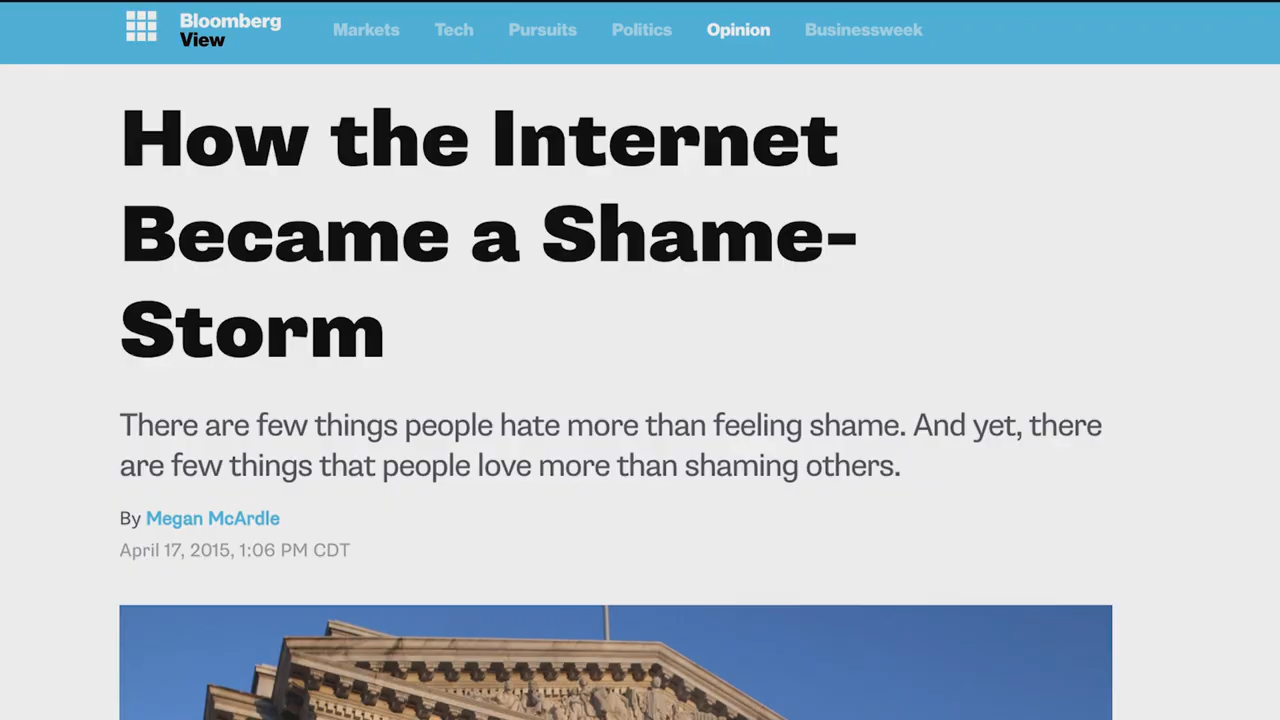 Bloomberg
View
Markets Tech Pursuits Politics Opinion Businessweek
How the Internet
Became a Shame-
Storm
There are few things people hate more than feeling shame. And yet, there
are few things that people love more than shaming others.
By Megan McArdle
April 17, 2015, 1:06 PM CDT